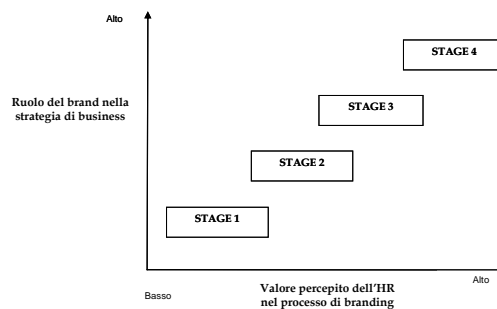 Alto
STAGE 4
Ruolo del brand nella
strategia di business
STAGE 3
STAGE 2
STAGE 1
Basso
Valore percepito dell'HR
nel processo di branding
Alto